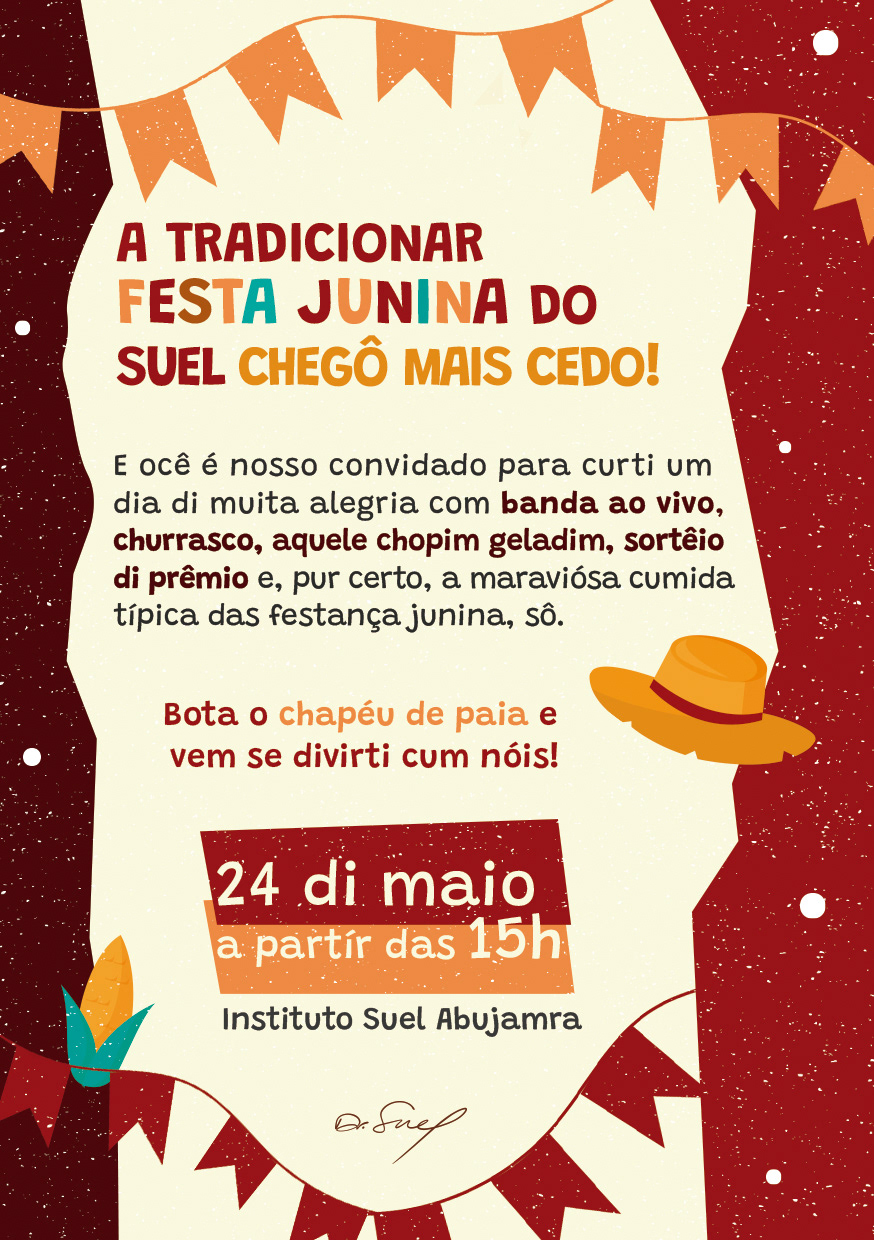 A TRADICIONAR
FESTA JUNINA DO
SUEL CHEGÔ MAIS CEDO!
E ocê é nosso convidado para curti um
dia di muita alegria com banda ao vivo,
churrasco, aquele chopim geladim, sortêio
di prêmio e, pur certo, a maraviósa cumida
típica das festança junina, sô.
Bota o chapéu de paia e
vem se divirti cum nóis!
24 di maio
a partír das 15h
Instituto Suel Abujamra
Dr. Suel